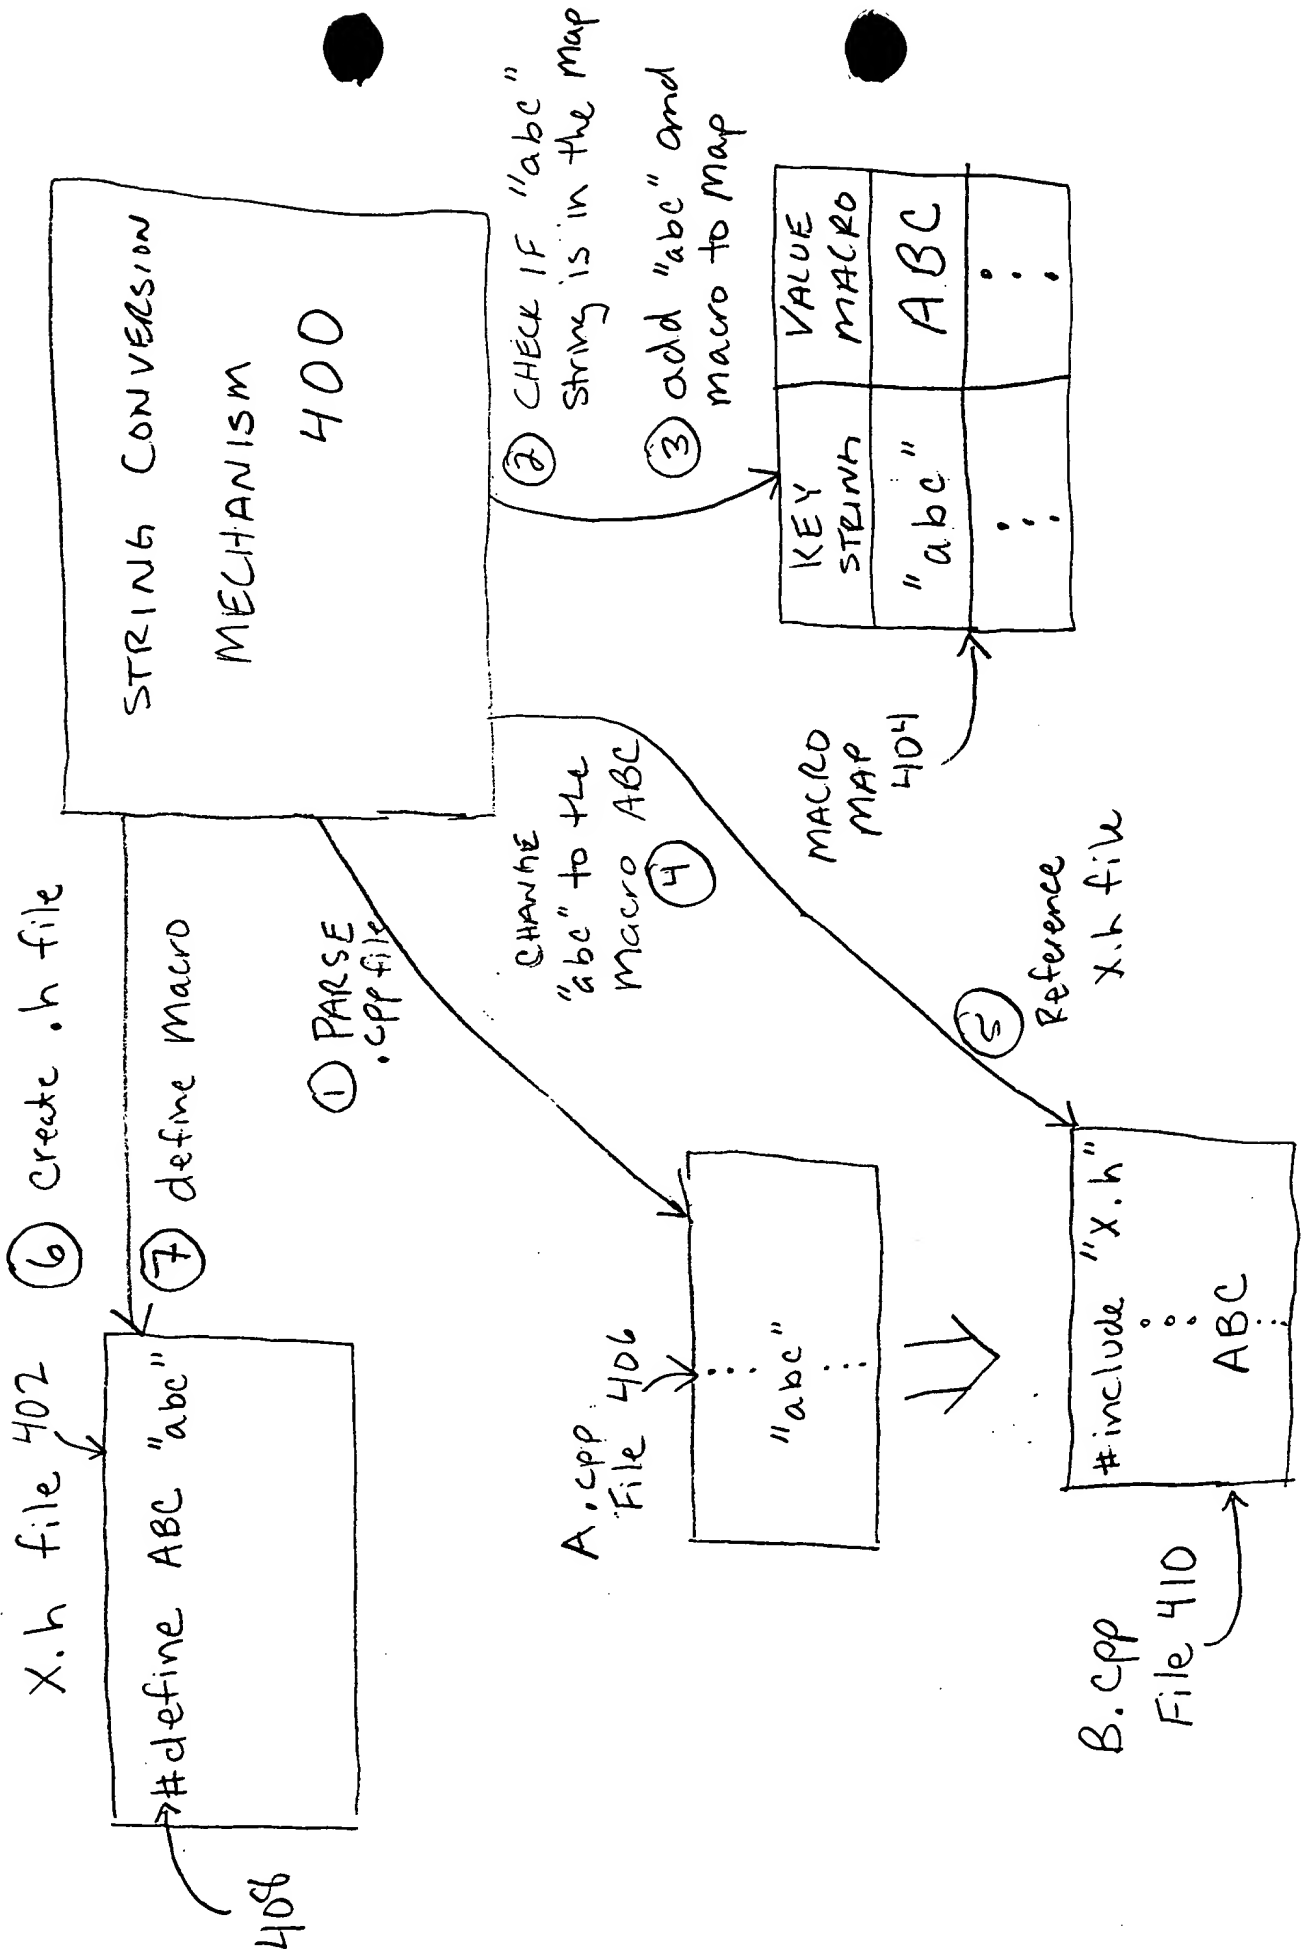 X.h file 402
6 create .h file
7 define macro
#define ABC "abc"
408
STRING CONVERSION
MECHANISM
400
1 PARSE
.cpp file
2 CHECK IF "abc"
string is in the map
3 add "abc" and
macro to map
CHANGE
"abc" to the
macro ABC
4
A.cpp
File 406
"abc"
MACRO
MAP
404
KEY
STRING
VALUE
MACRO
"abc"
ABC
5
Reference
x.h file
B.cpp
File 410
#include "x.h"
ABC